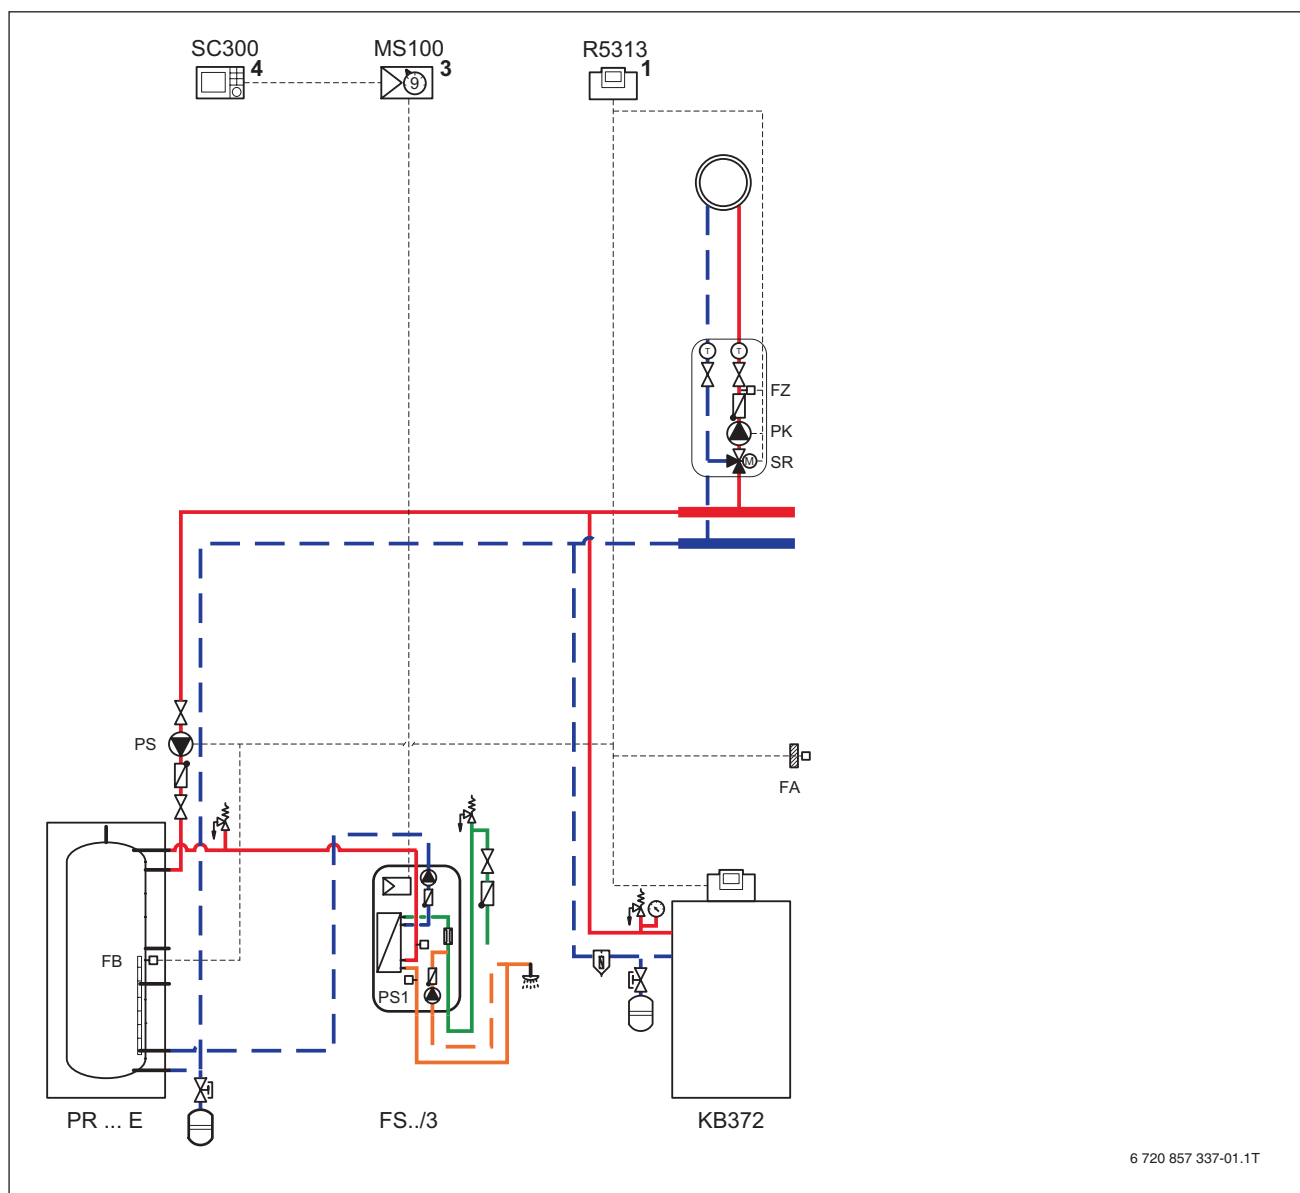 SC300 MS100 R5313
4 3 1
9
T T
FZ
PK
M SR
PS
FA
FB
PS1
PR ... E FS../3 KB372
6 720 857 337-01.1T